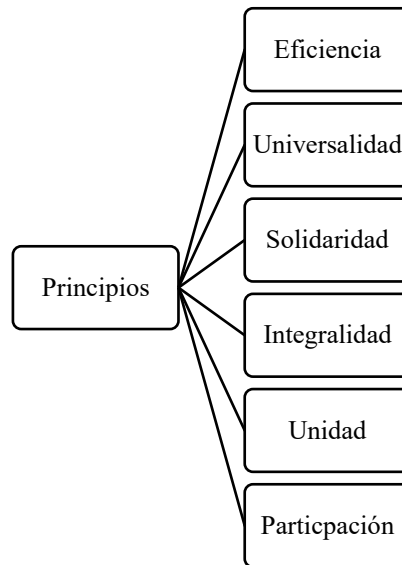 Principios
Eficiencia
Universalidad
Solidaridad
Integralidad
Unidad
Particpación